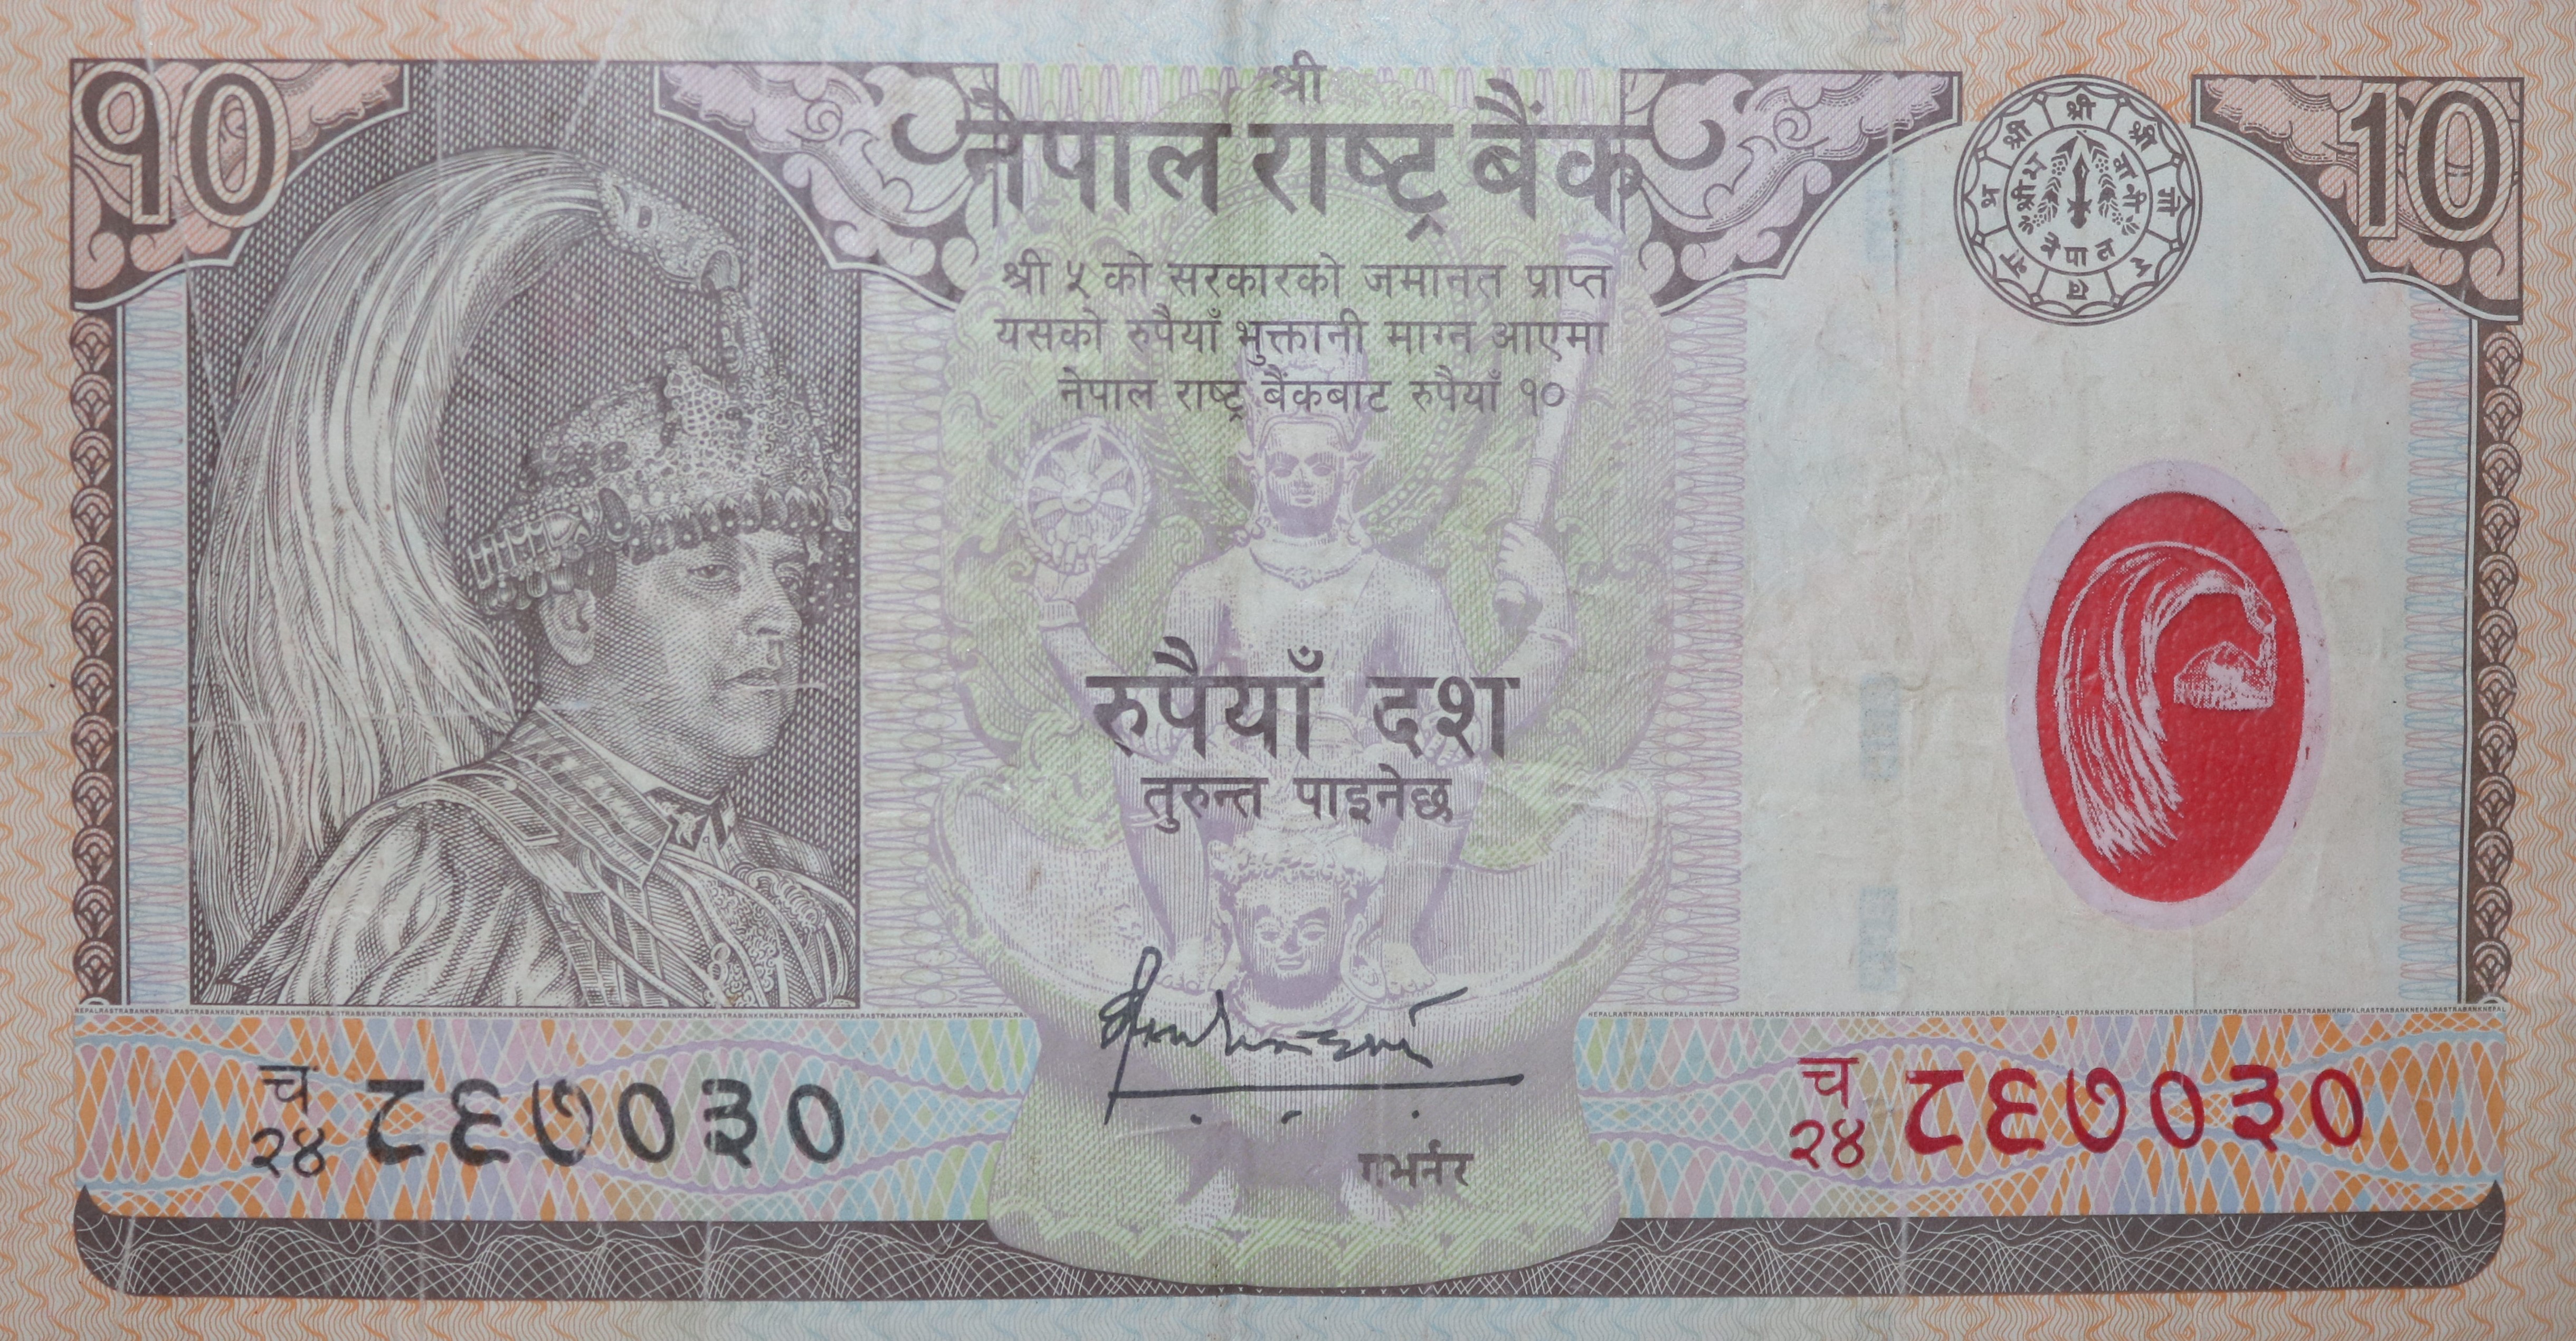 १०
श्री
10
नेपाल राष्ट्र बैंक
श्री ५ को सरकारको जमानत प्राप्त
यसको रुपैयाँ भुक्तानी माग्न आएमा
नेपाल राष्ट्र बैंकबाट रुपैयाँ १०
रुपैयाँ दश
तुरुन्त पाइनेछ
NEPALRASTRABANKNEPALRASTRABANKNEPALRASTRABANK
च
२४ ८६७०३०
गभर्नर
च
२४ ८६७०३०